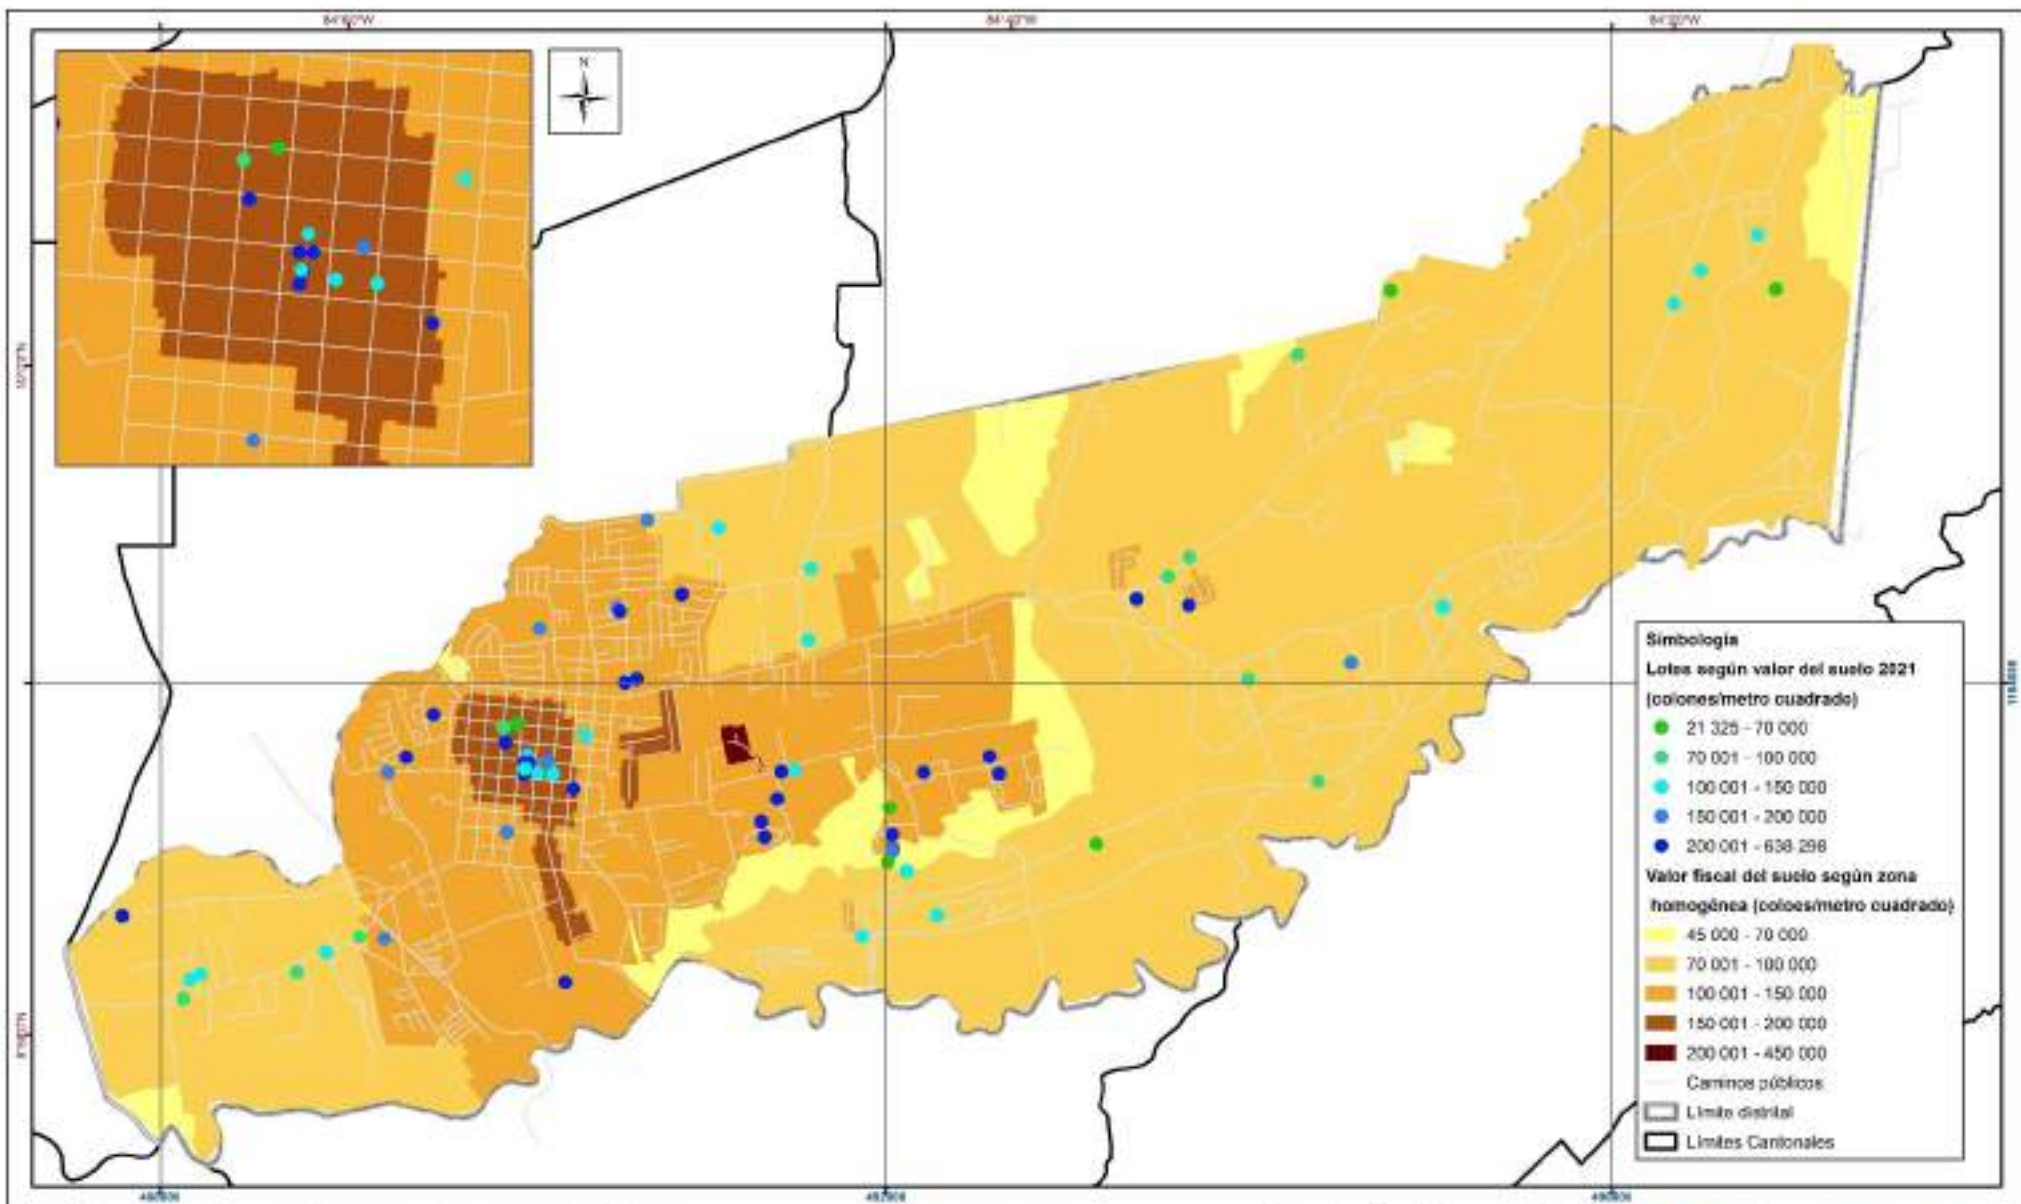 N
Simbología
Lotes según valor del suelo 2021
(colones/metro cuadrado)
21 325 - 70 000
70 001 - 100 000
100 001 - 150 000
150 001 - 200 000
200 001 - 638 298
Valor fiscal del suelo según zona
homogénea (coloes/metro cuadrado)
45 000 - 70 000
70 001 - 100 000
100 001 - 150 000
150 001 - 200 000
200 001 - 450 000
Caminos públicos
Límite distrital
Límites Cantonales